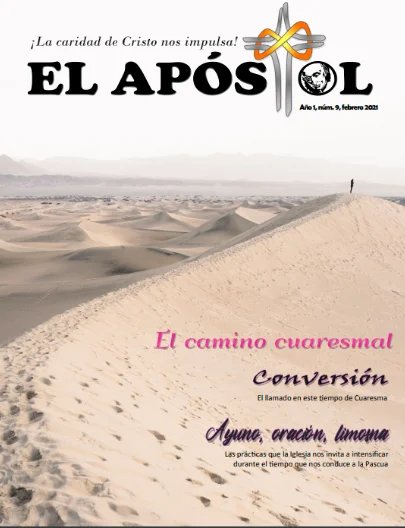 ¡La caridad de Cristo nos impulsa!
EL APÓSTOL
Año 1, núm. 9, febrero 2021
El camino cuaresmal
Conversión
El llamado en este tiempo de Cuaresma
Ayuno, oración, limosna
Las prácticas que la Iglesia nos invita a intensificar
durante el tiempo que nos conduce a la Pascua